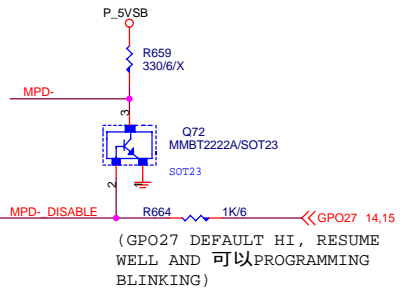 P_5VSB
R659
330/6/X
MPD-
3
Q72
MMBT2222A/SOT23
SOT23
2
1
MPD-_DISABLE
R664
1K/6
GPO27 14,15
(GPO27 DEFAULT HI, RESUME
WELL AND 可以PROGRAMMING
BLINKING)